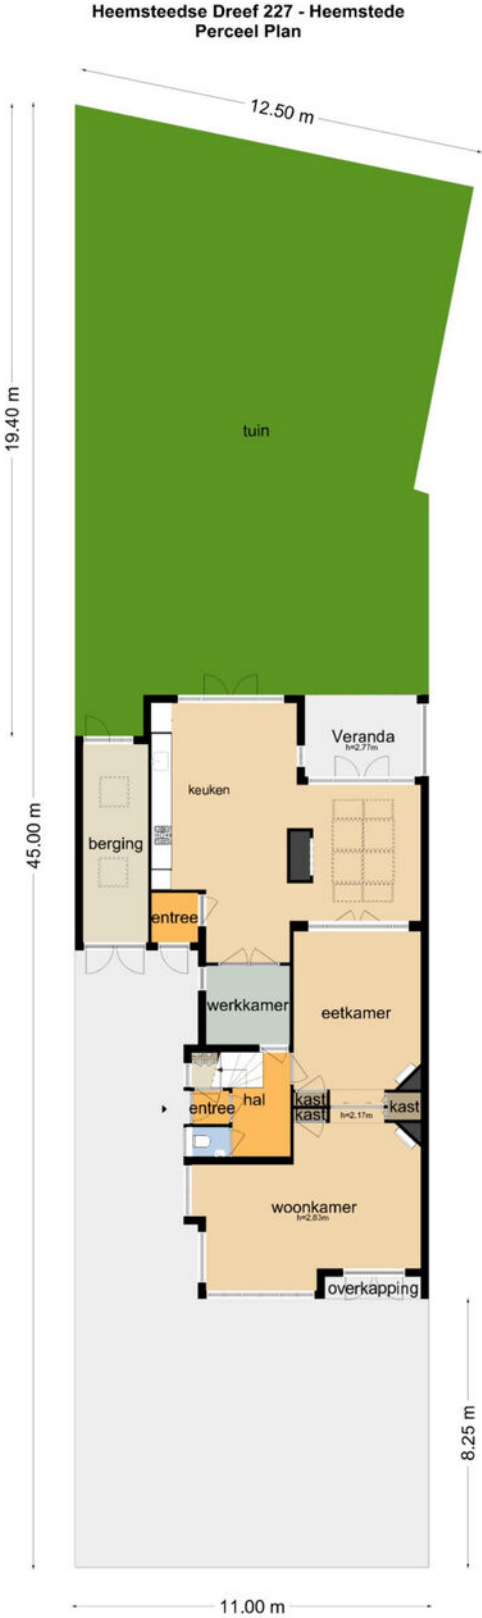 Heemsteedse Dreef 227 - Heemstede
Perceel Plan
12.50 m
19.40 m
tuin
45.00 m
Veranda
h=2.77m
keuken
berging
entree
werkkamer
eetkamer
hal
entree
kast
kast
kast
h=2.17m
woonkamer
h=2.83m
overkapping
8.25 m
11.00 m